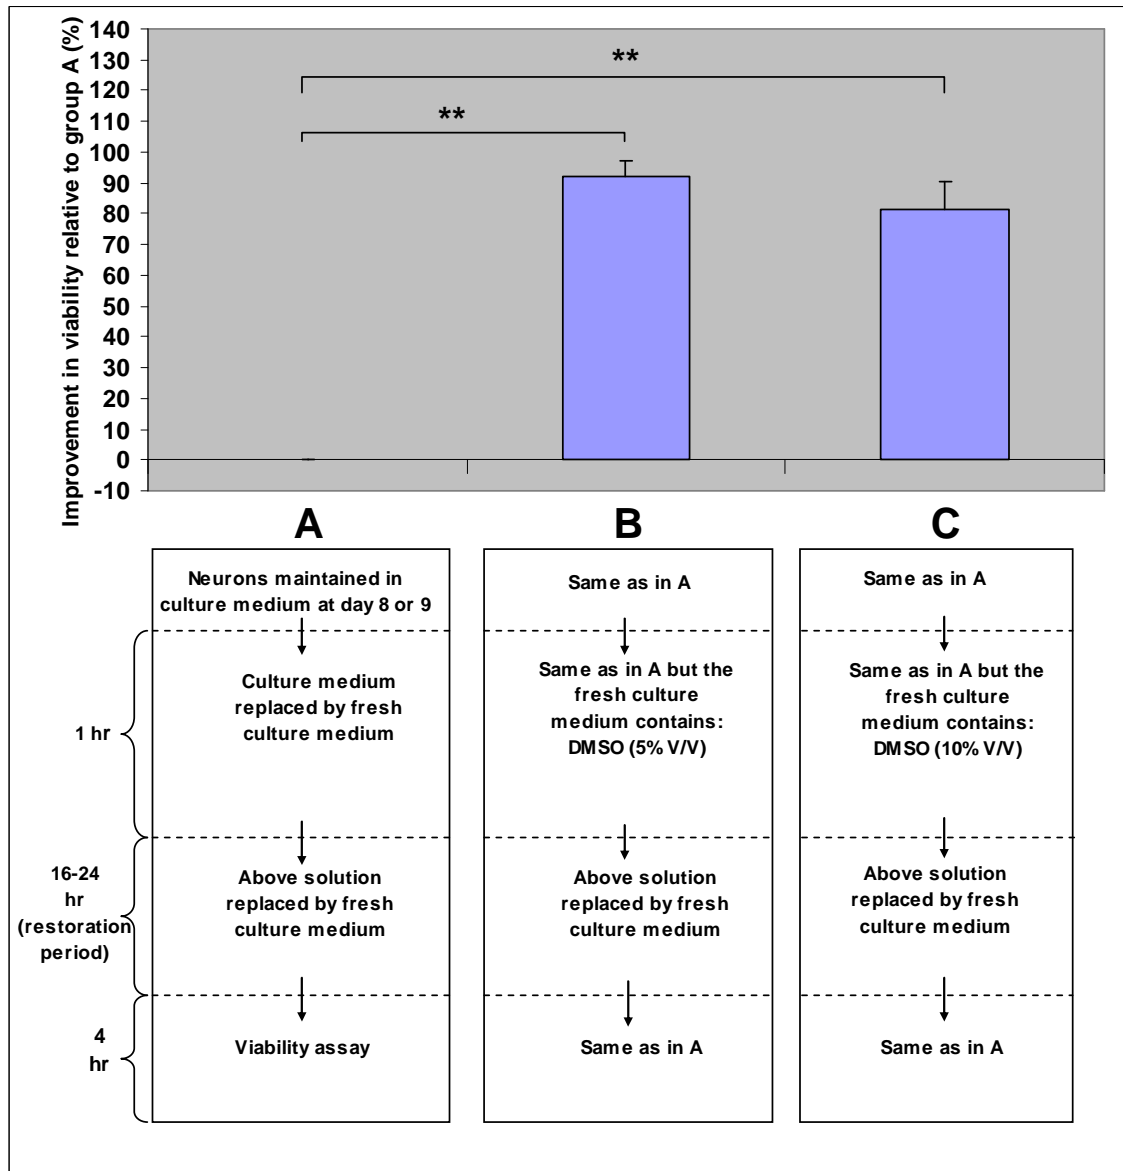 Improvement in viability relative to group A (%)
140
130
120
110
100
90
80
70
60
50
40
30
20
10
0
-10
**
**
A
B
C
Neurons maintained in
culture medium at day 8 or 9
Same as in A
Same as in A
1 hr
Culture medium
replaced by fresh
culture medium
Same as in A but the
fresh culture
medium contains:
DMSO (5% V/V)
Same as in A but the
fresh culture
medium contains:
DMSO (10% V/V)
16-24
hr
(restoration
period)
Above solution
replaced by fresh
culture medium
Above solution
replaced by fresh
culture medium
Above solution
replaced by fresh
culture medium
4
hr
Viability assay
Same as in A
Same as in A